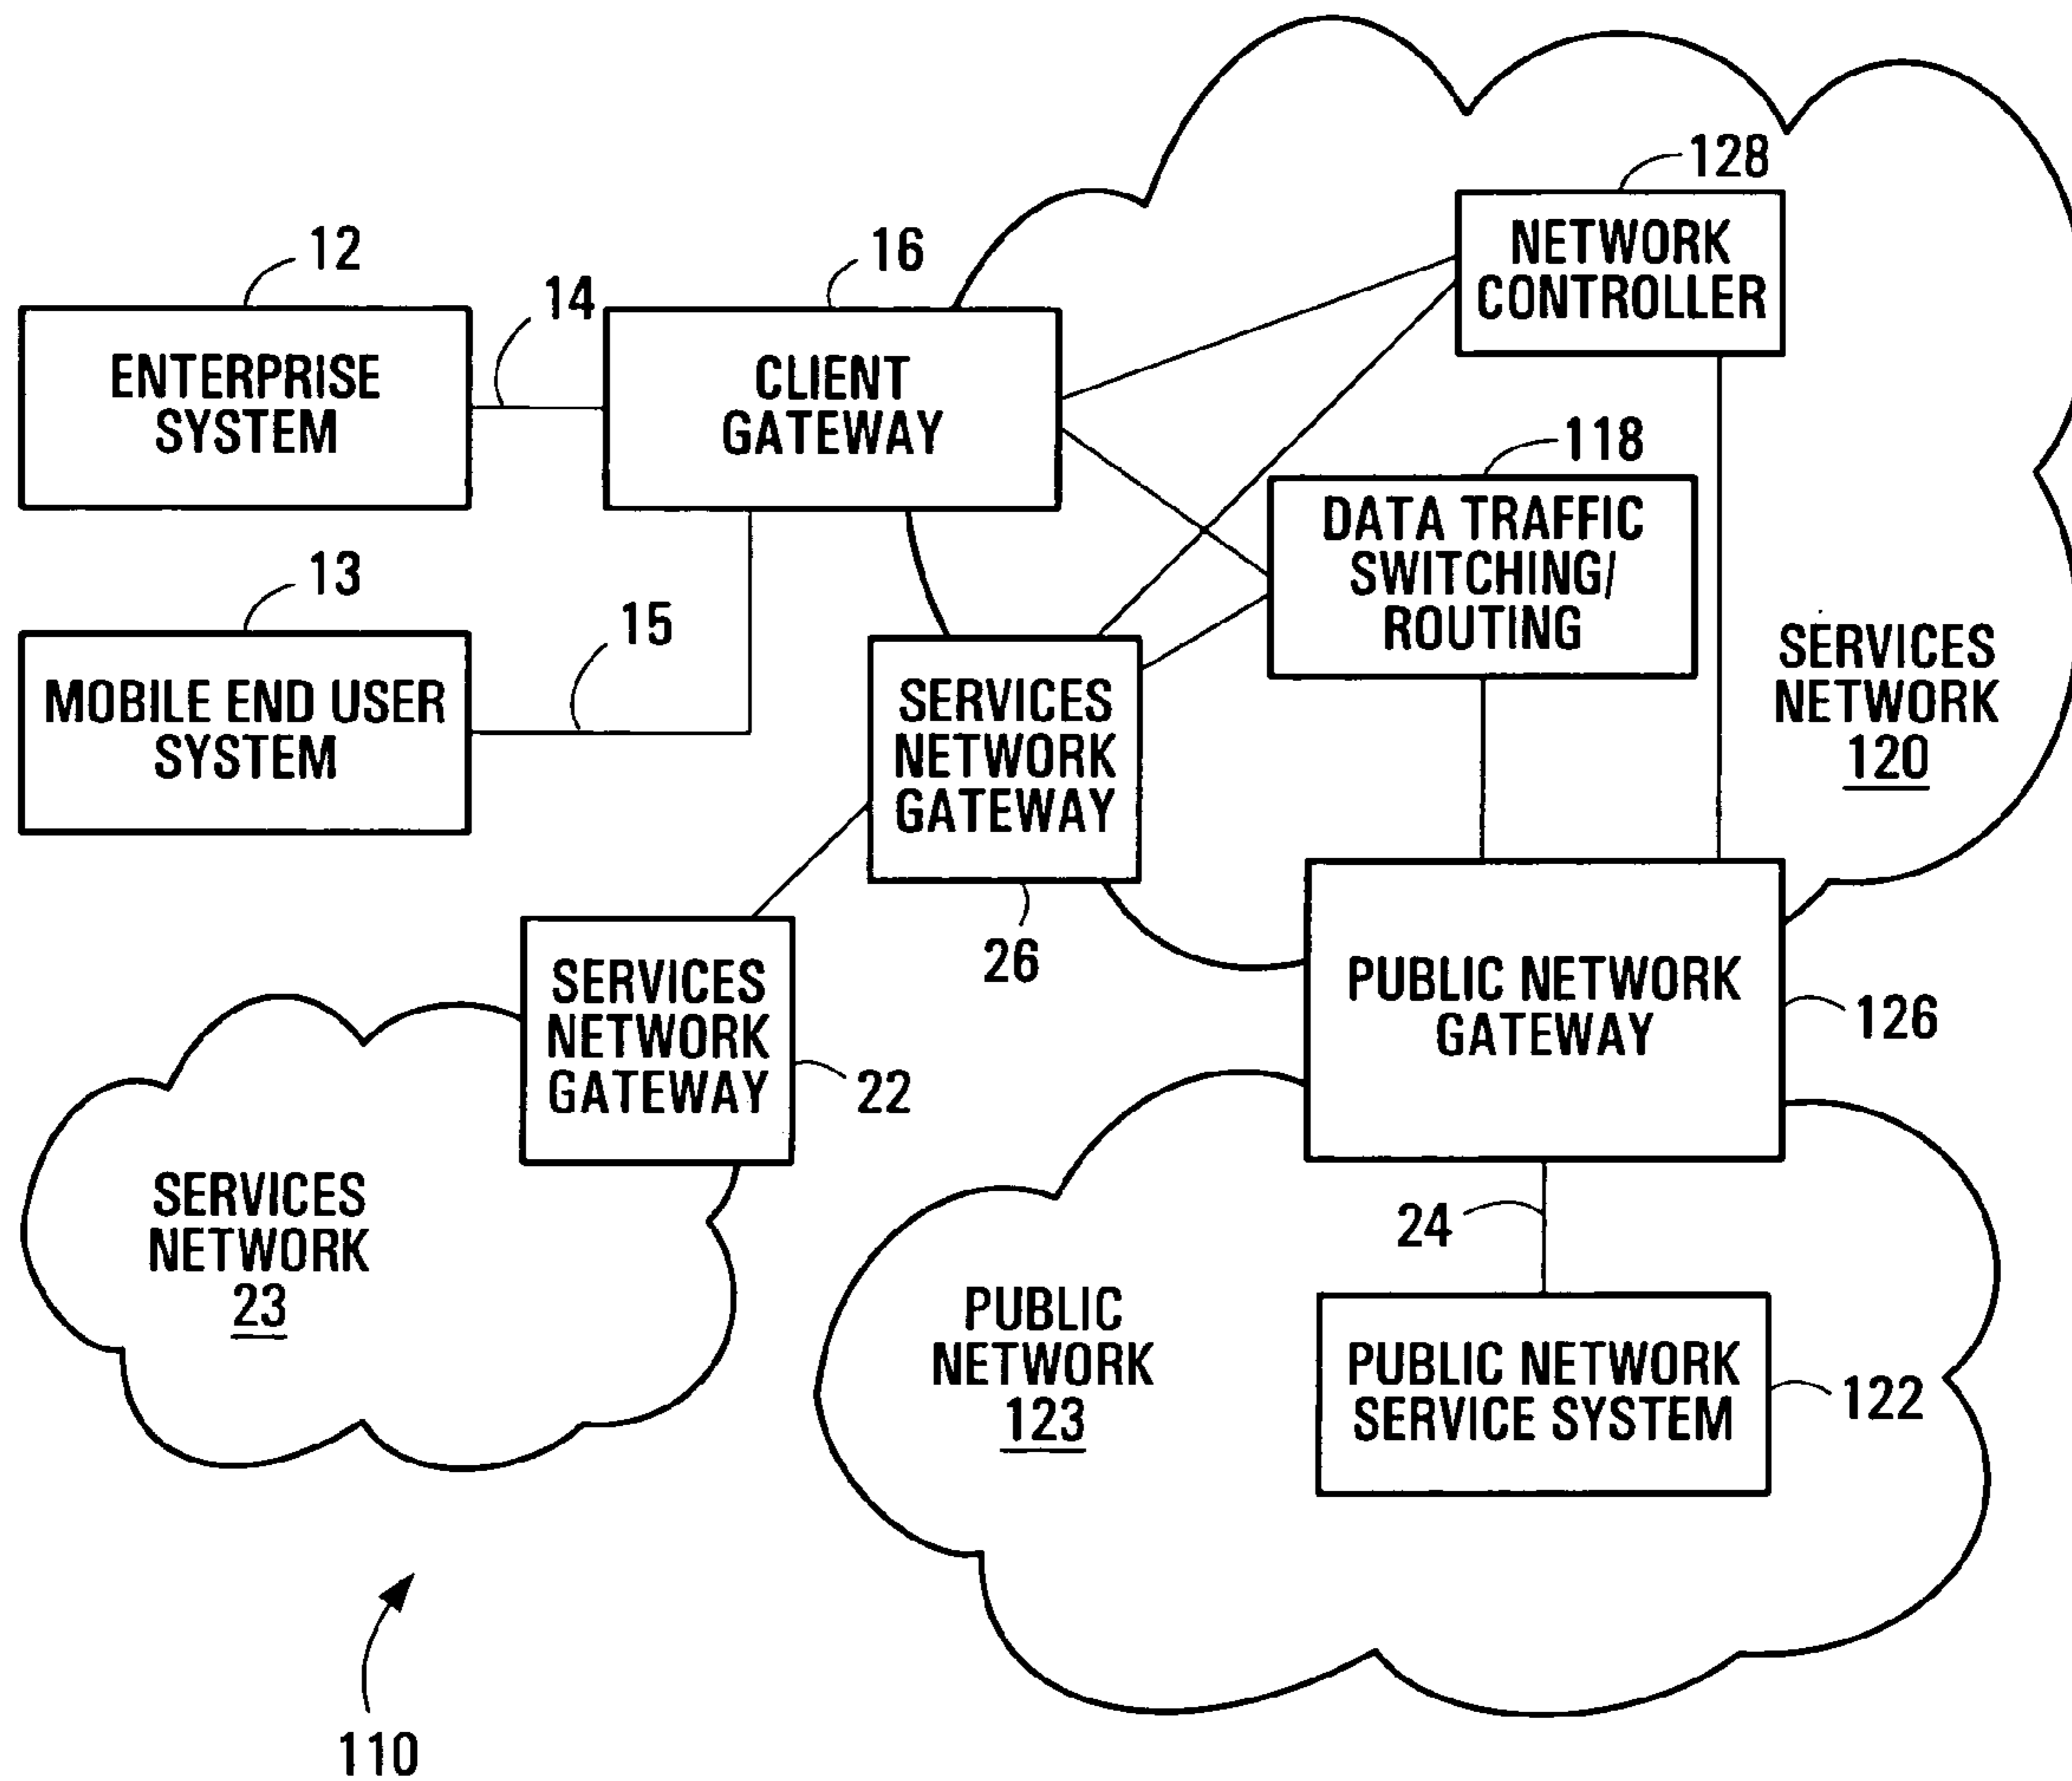 128
NETWORK
CONTROLLER
12
14
16
ENTERPRISE
SYSTEM
CLIENT
GATEWAY
118
DATA TRAFFIC
SWITCHING/
ROUTING
13
15
MOBILE END USER
SYSTEM
SERVICES
NETWORK
GATEWAY
26
SERVICES
NETWORK
120
SERVICES
NETWORK
GATEWAY
22
PUBLIC NETWORK
GATEWAY
126
SERVICES
NETWORK
23
24
PUBLIC
NETWORK
123
PUBLIC NETWORK
SERVICE SYSTEM
122
110